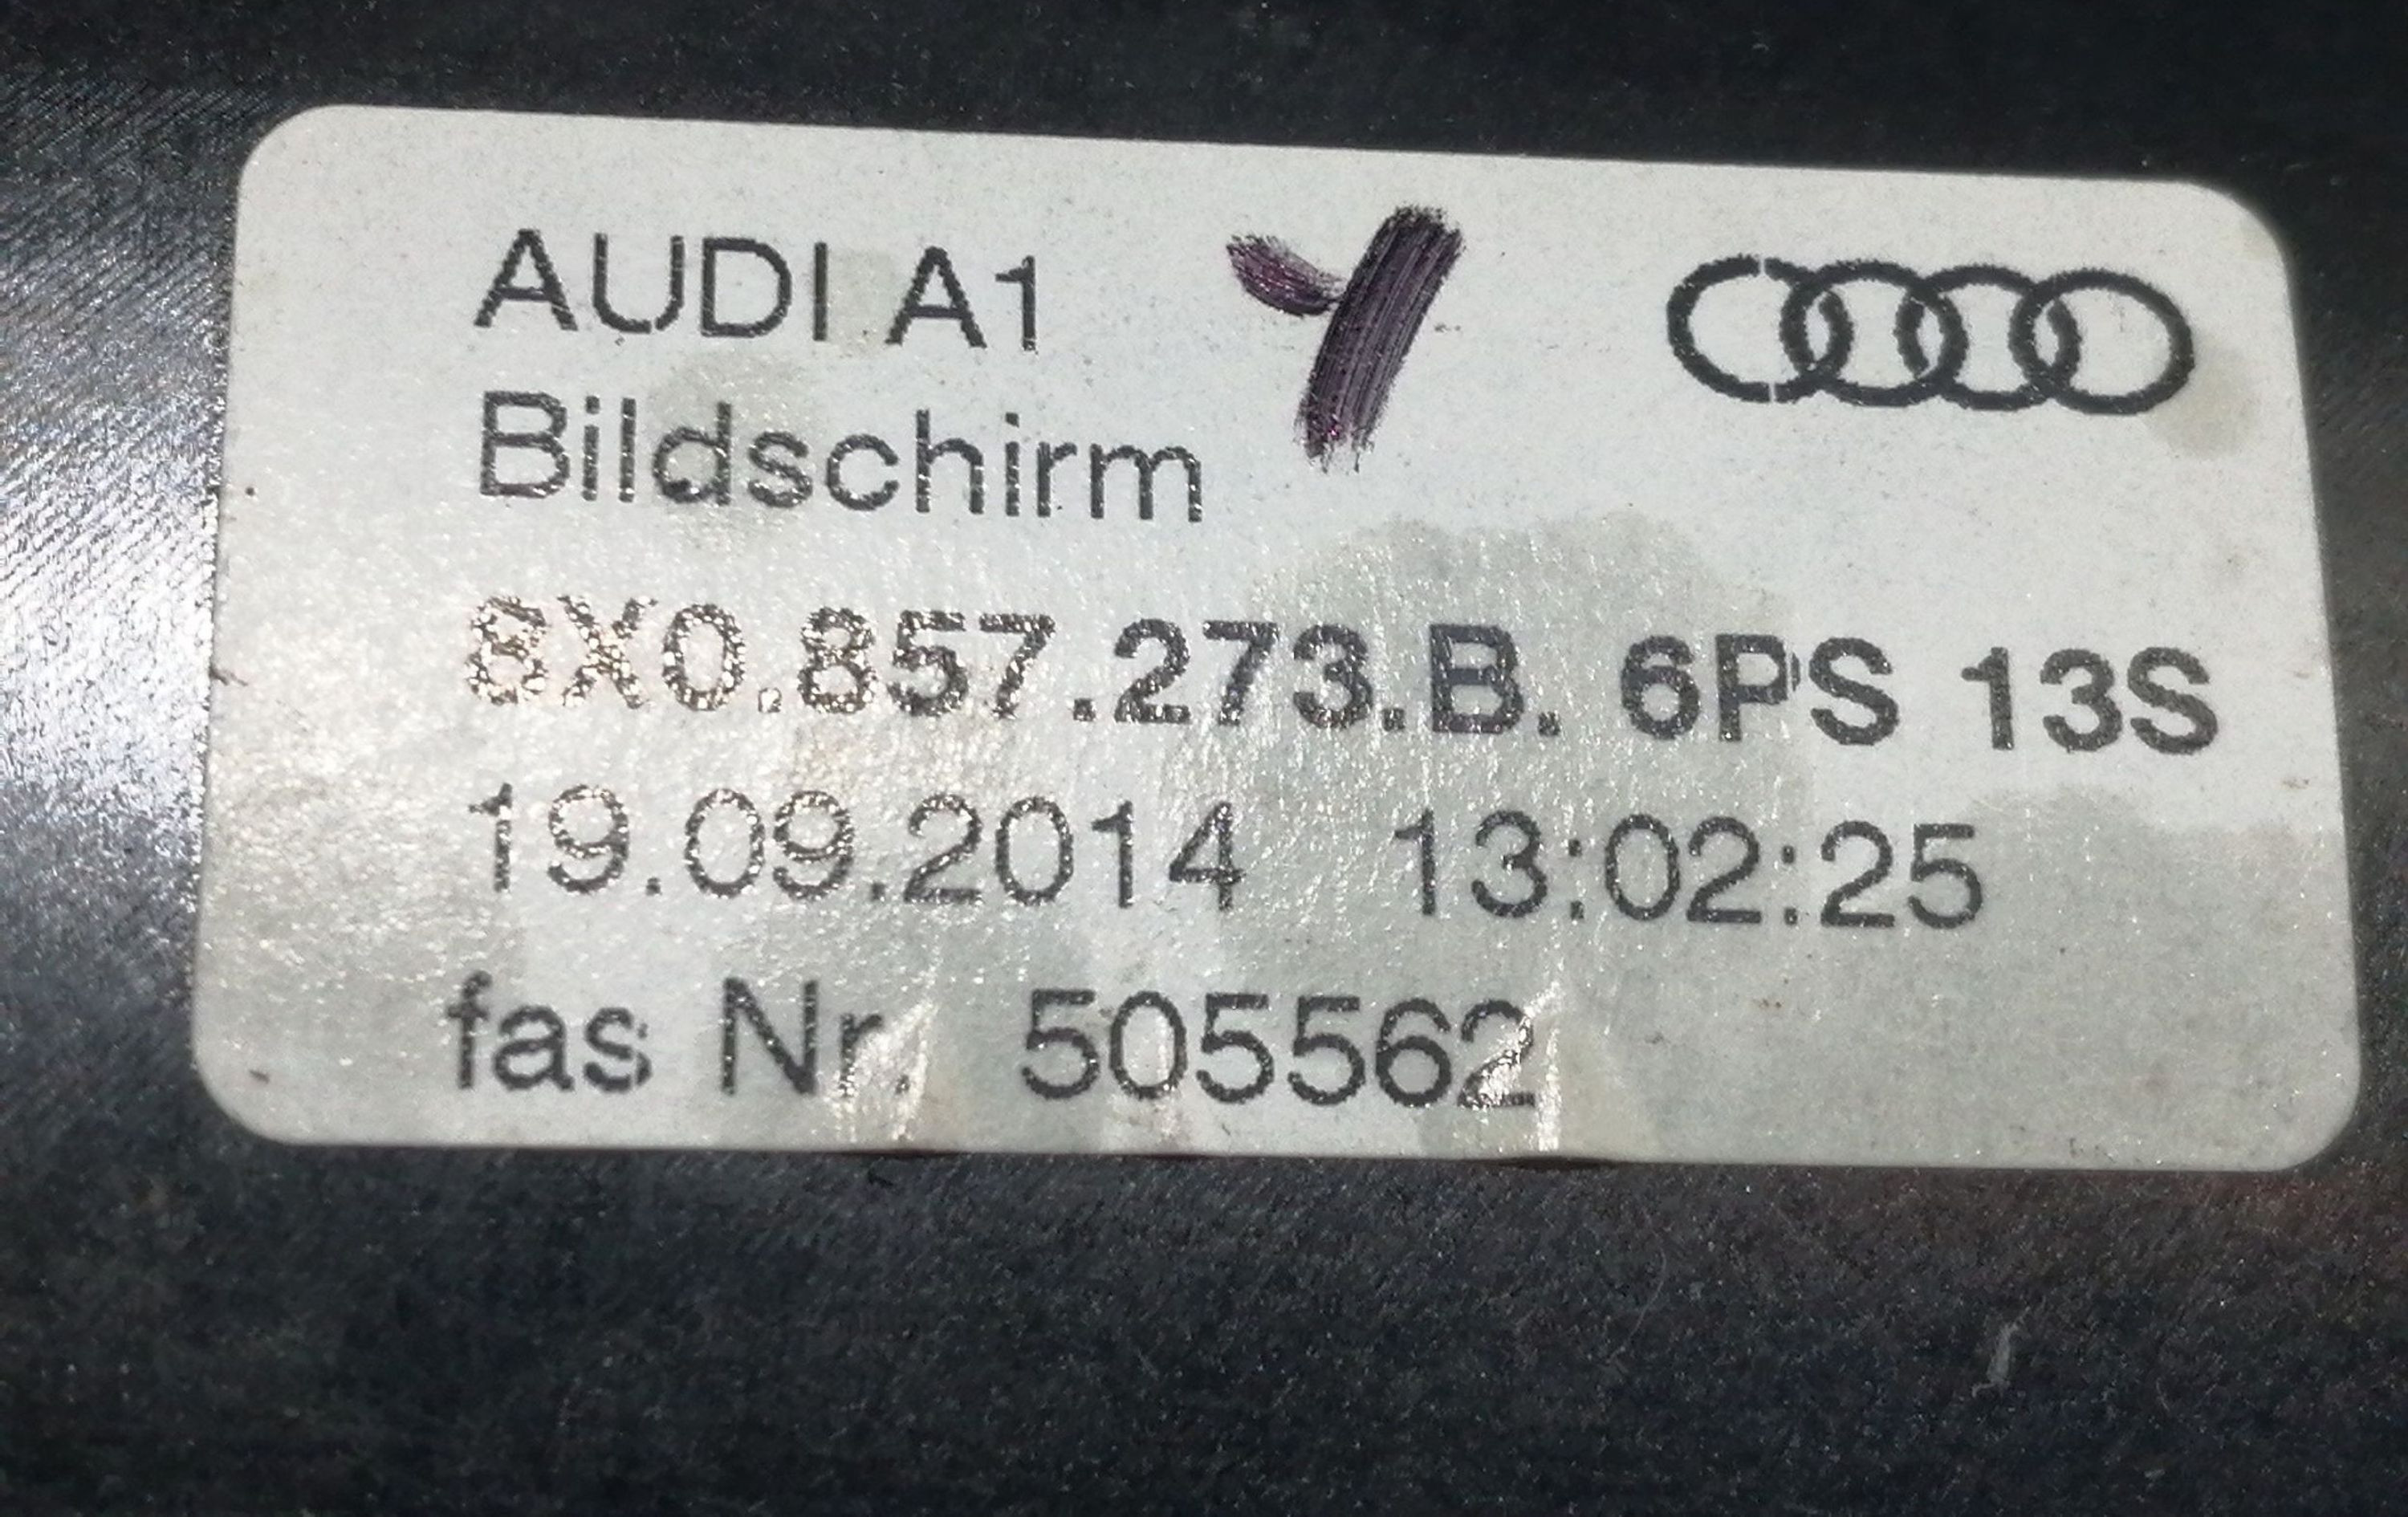 AUDI A1
Bildschirm
8X0.857.273.B. 6PS 13S
19.09.2014 13:02:25
fas Nr. 505562